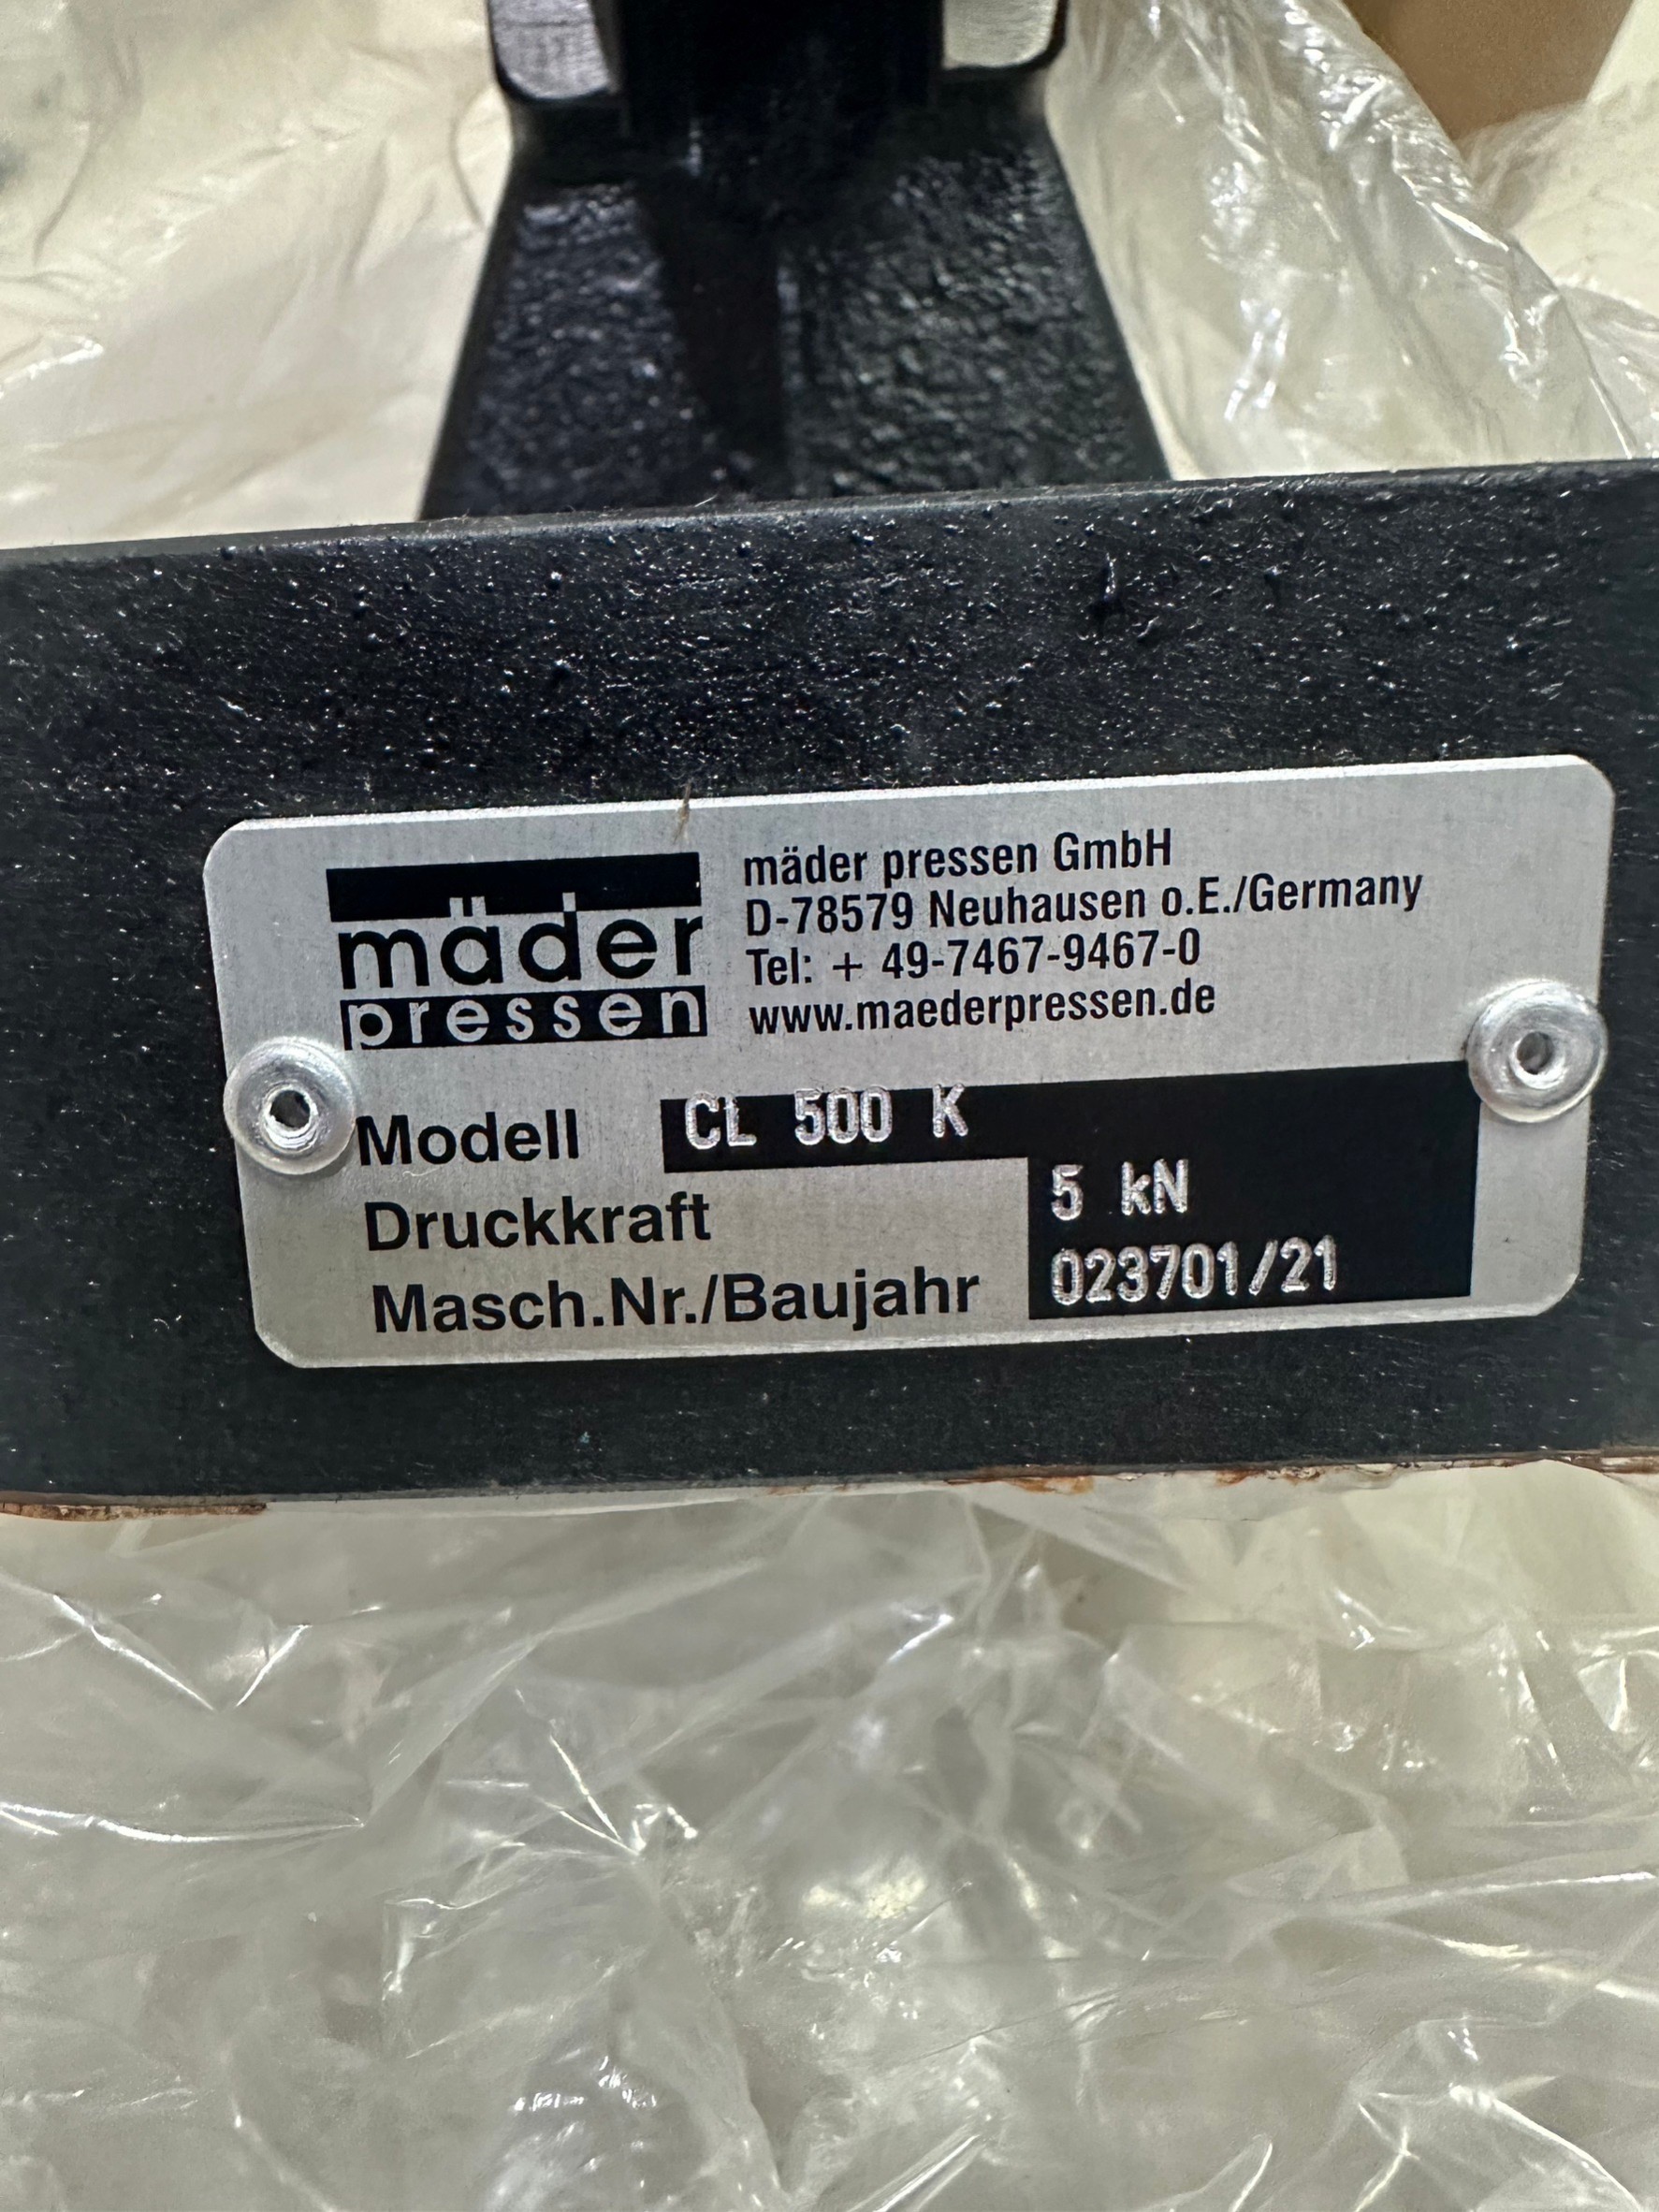 mäder
pressen
mäder pressen GmbH
D-78579 Neuhausen o.E./Germany
Tel: + 49-7467-9467-0
www.maederpressen.de
Modell CL 500 K
Druckkraft 5 kN
Masch.Nr./Baujahr 023701/21